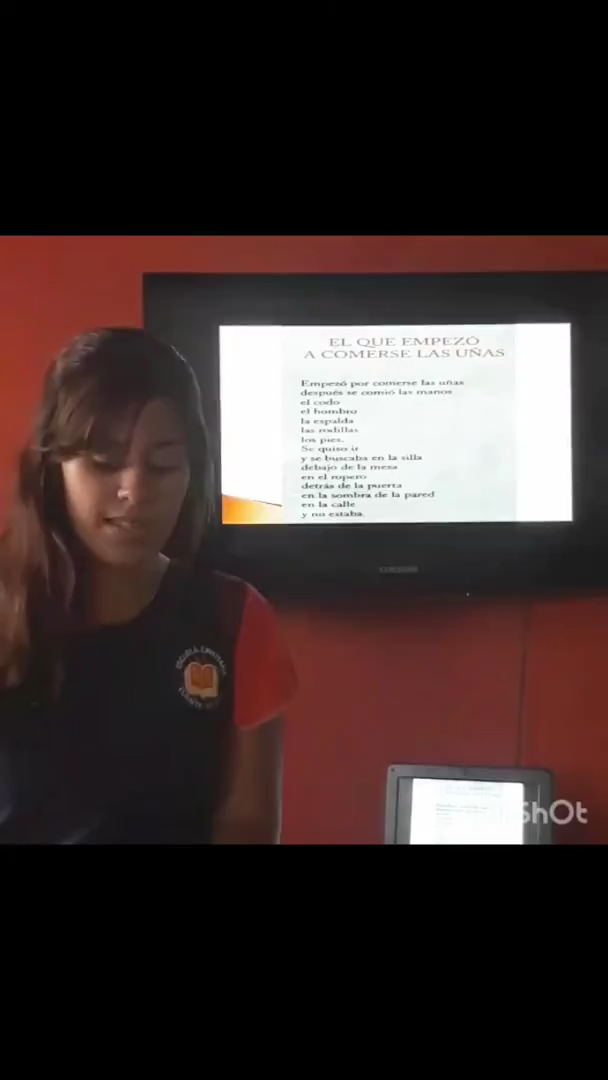 EL QUE EMPEZÓ
A COMERSE LAS UÑAS
Empezó por comerse las uñas
después se comió las manos
el codo
el hombro
la espalda
las rodillas
los pies.
Se quiso ir
y se buscaba en la silla
debajo de la mesa
en el ropero
detrás de la puerta
en la sombra de la pared
en la calle
y no estaba
SAMSUNG
ESCUELA
hOt